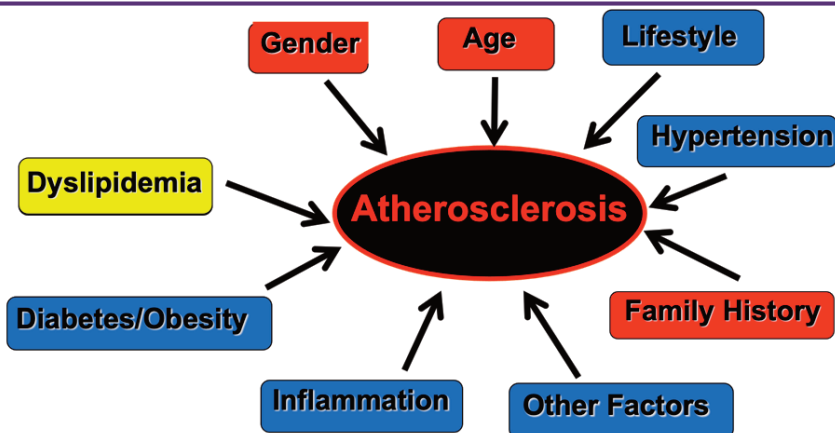 Gender
Age
Lifestyle
Hypertension
Dyslipidemia
Atherosclerosis
Diabetes/Obesity
Family History
Inflammation
Other Factors